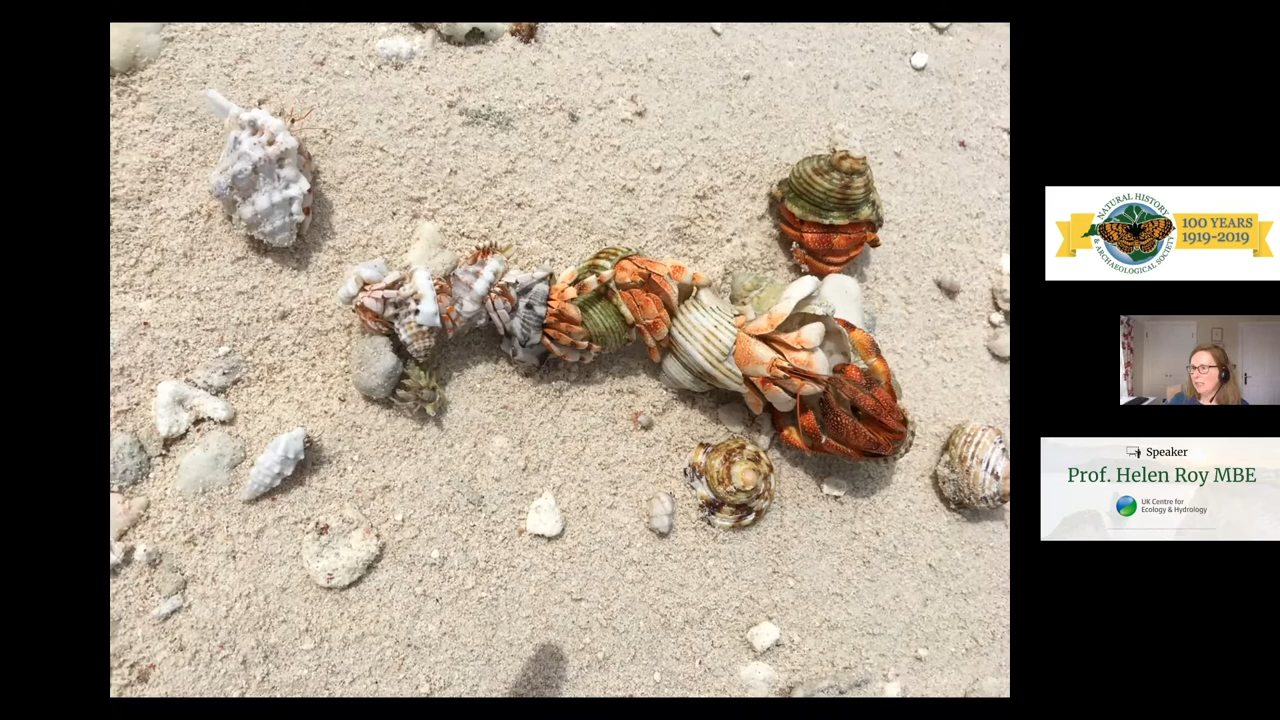 NATURAL HISTORY
& ARCHAEOLOGICAL SOCIETY
100 YEARS
1919-2019
Speaker
Prof. Helen Roy MBE
UK Centre for
Ecology & Hydrology